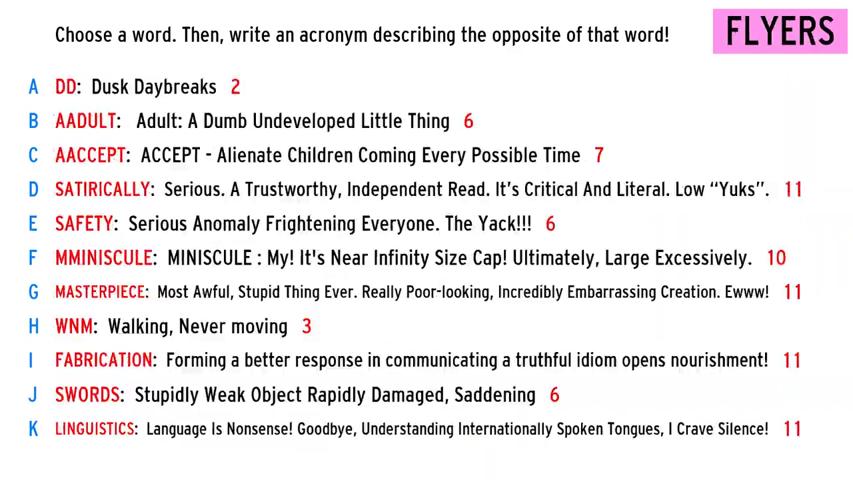 Choose a word. Then, write an acronym describing the opposite of that word!
FLYERS
A DD: Dusk Daybreaks 2
B AADULT: Adult: A Dumb Undeveloped Little Thing 6
C AACCEPT: ACCEPT - Alienate Children Coming Every Possible Time 7
D SATIRICALLY: Serious. A Trustworthy, Independent Read. It's Critical And Literal. Low “Yuks”. 11
E SAFETY: Serious Anomaly Frightening Everyone. The Yack!!! 6
F MMINISCULE: MINISCULE : My! It's Near Infinity Size Cap! Ultimately, Large Excessively. 10
G MASTERPIECE: Most Awful, Stupid Thing Ever. Really Poor-looking, Incredibly Embarrassing Creation. Ewww! 11
H WNM: Walking, Never moving 3
I FABRICATION: Forming a better response in communicating a truthful idiom opens nourishment! 11
J SWORDS: Stupidly Weak Object Rapidly Damaged, Saddening 6
K LINGUISTICS: Language Is Nonsense! Goodbye, Understanding Internationally Spoken Tongues, I Crave Silence! 11